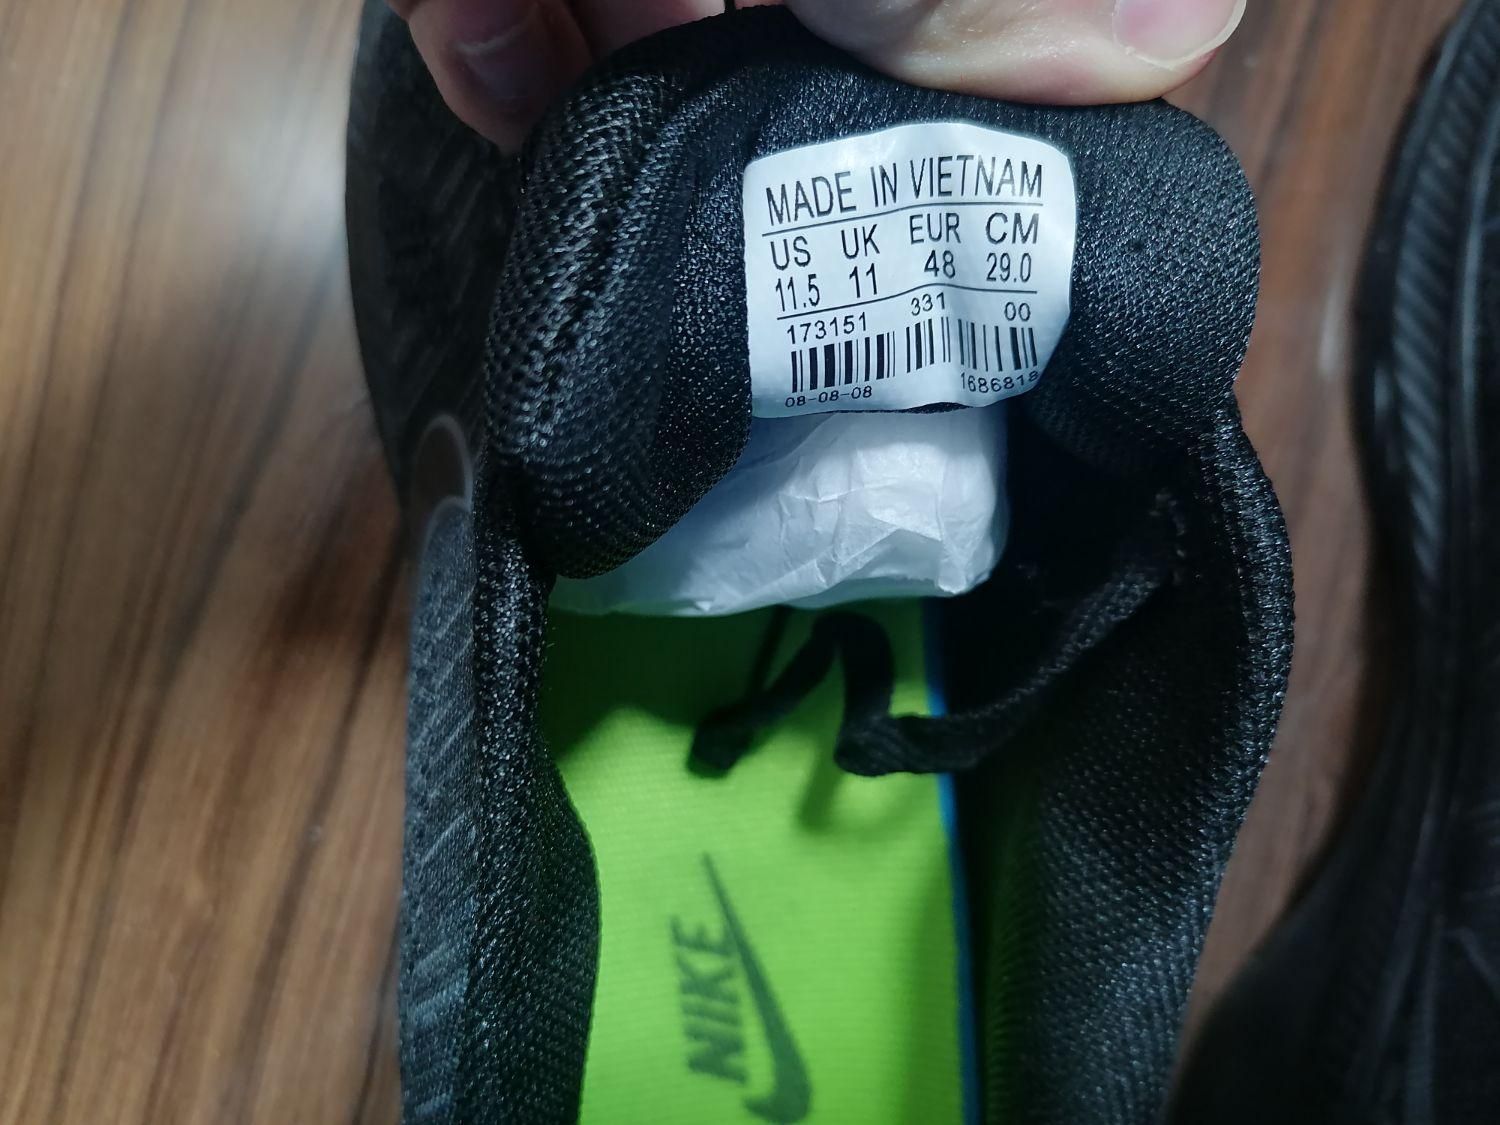 MADE IN VIETNAM
US UK EUR CM
11.5 11 48 29.0
173151 331 00
08-08-08 1686818
NIKE